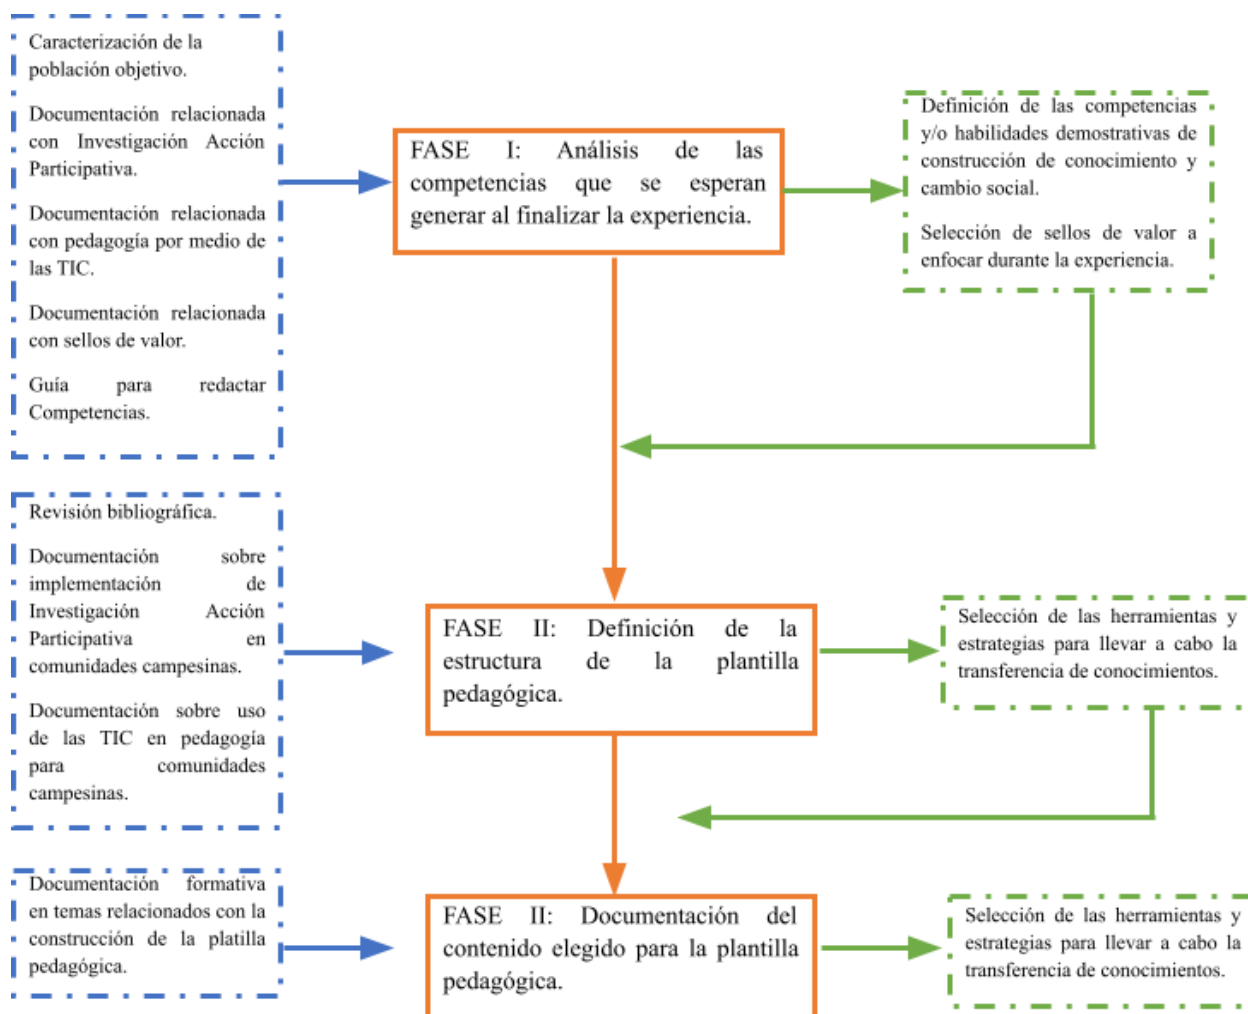 Caracterización de la
población objetivo.
Documentación relacionada
con Investigación Acción
Participativa.
Documentación relacionada
con pedagogía por medio de
las TIC.
Documentación relacionada
con sellos de valor.
Guía para redactar
Competencias.
FASE I: Análisis de las
competencias que se esperan
generar al finalizar la experiencia.
Definición de las competencias
y/o habilidades demostrativas de
construcción de conocimiento y
cambio social.
Selección de sellos de valor a
enfocar durante la experiencia.
Revisión bibliográfica.
Documentación sobre
implementación de
Investigación Acción
Participativa en
comunidades campesinas.
Documentación sobre uso
de las TIC en pedagogía
para comunidades
campesinas.
FASE II: Definición de la
estructura de la plantilla
pedagógica.
Selección de las herramientas y
estrategias para llevar a cabo la
transferencia de conocimientos.
Documentación formativa
en temas relacionados con la
construcción de la platilla
pedagógica.
FASE II: Documentación del
contenido elegido para la plantilla
pedagógica.
Selección de las herramientas y
estrategias para llevar a cabo la
transferencia de conocimientos.